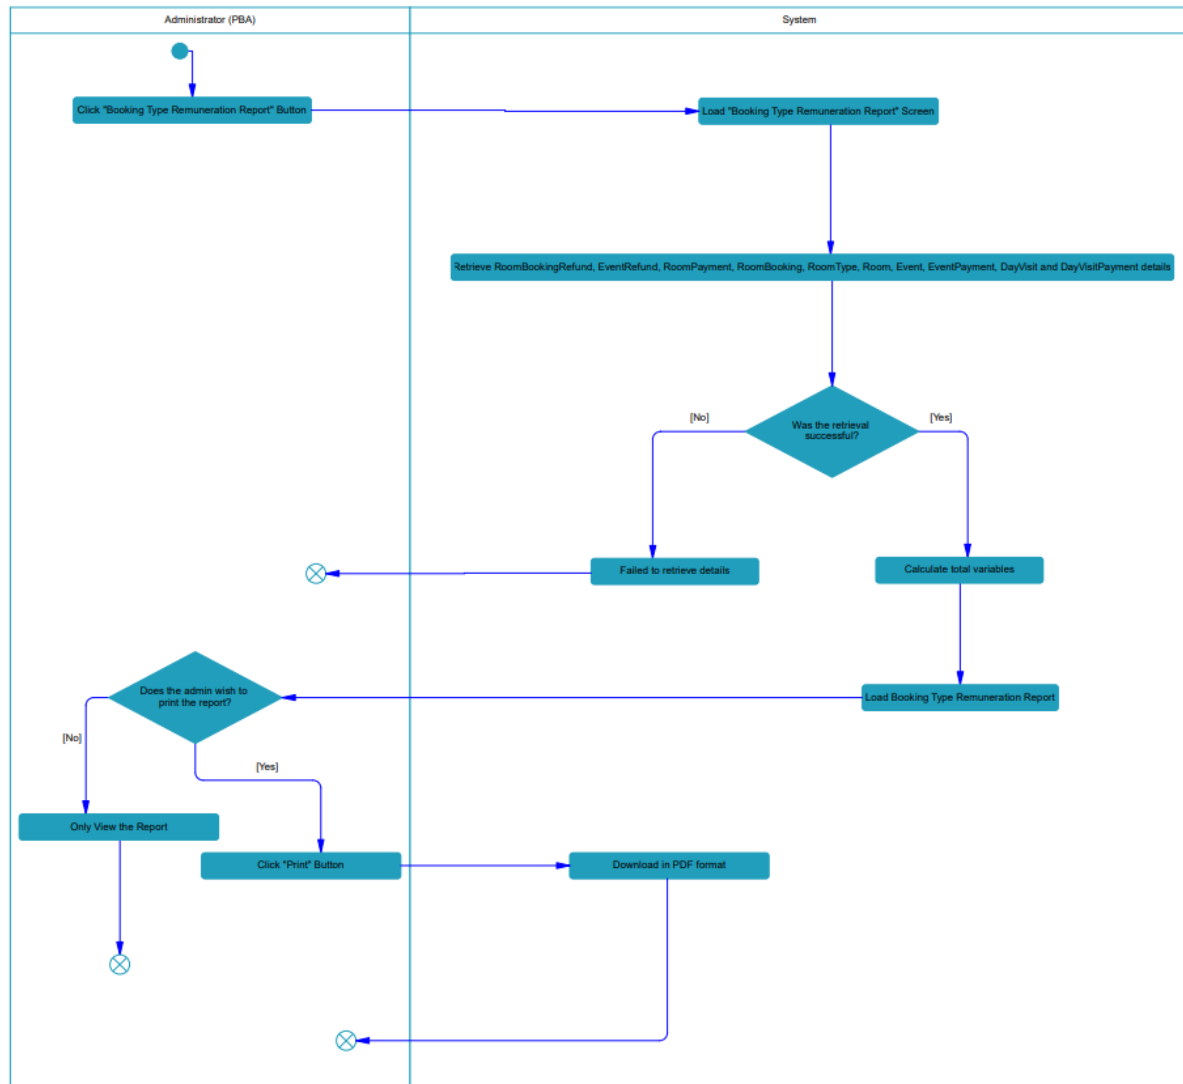 Administrator (PBA)
System
Click "Booking Type Remuneration Report" Button
Load "Booking Type Remuneration Report" Screen
Retrieve RoomBookingRefund, EventRefund, RoomPayment, RoomBooking, RoomType, Room, Event, EventPayment, DayVisit and DayVisitPayment details
Was the retrieval
successful?
[No]
[Yes]
Failed to retrieve details
Calculate total variables
Load Booking Type Remuneration Report
Does the admin wish to
print the report?
[No]
[Yes]
Only View the Report
Click "Print" Button
Download in PDF format